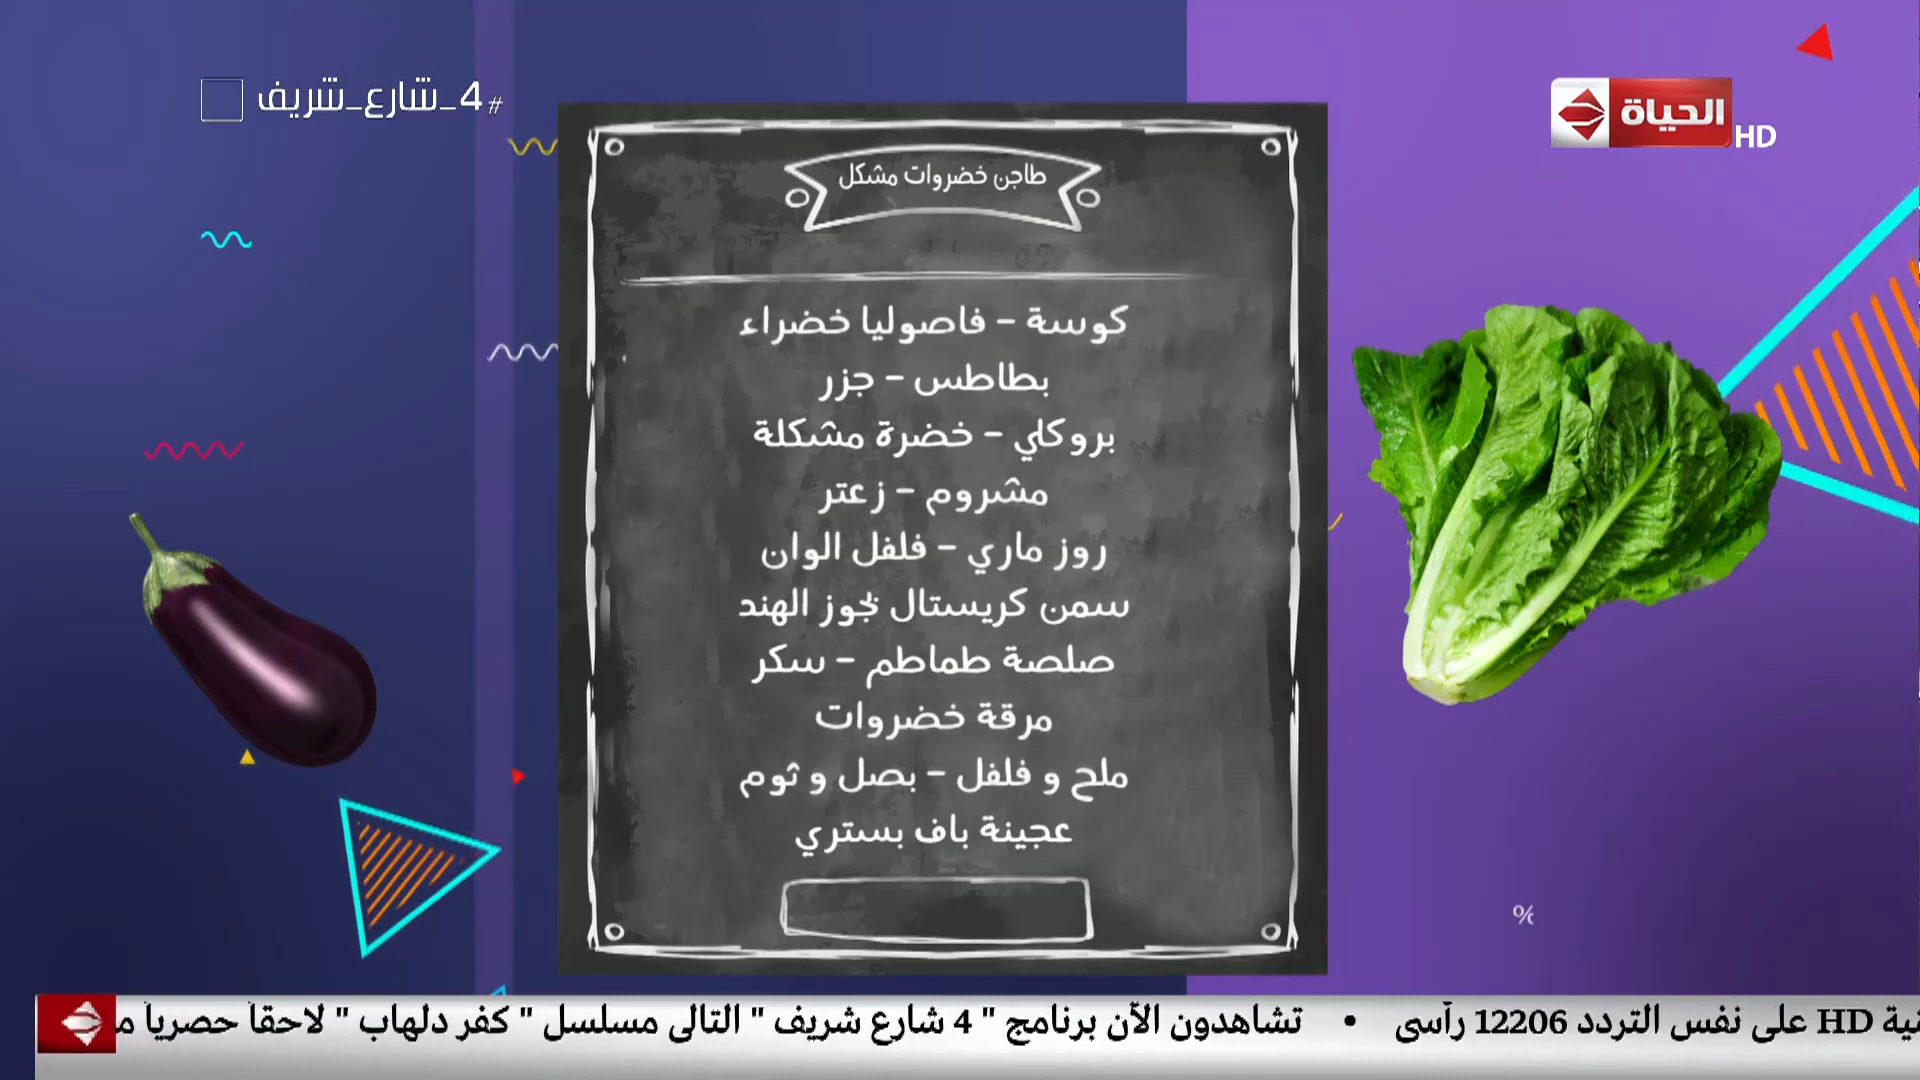 #4_شارع_شريف
الحياة
HD
طاجن خضروات مشكل
كوسة - فاصوليا خضراء
بطاطس - جزر
بروكلي - خضرة مشكلة
مشروم - زعتر
روز ماري - فلفل الوان
سمن كريستال بجوز الهند
صلصة طماطم - سكر
مرقة خضروات
ملح و فلفل - بصل و ثوم
عجينة باف بستري
%
HD على نفس التردد 12206 رآسى • تشاهدون الآن برنامج " 4 شارع شريف " التالى مسلسل " كفر دلهاب " لاحقاً حصرياً